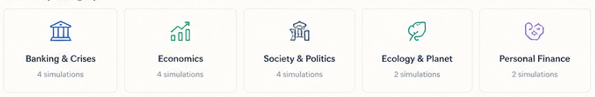 Banking & Crises
4 simulations
Economics
4 simulations
Society & Politics
4 simulations
Ecology & Planet
2 simulations
Personal Finance
2 simulations